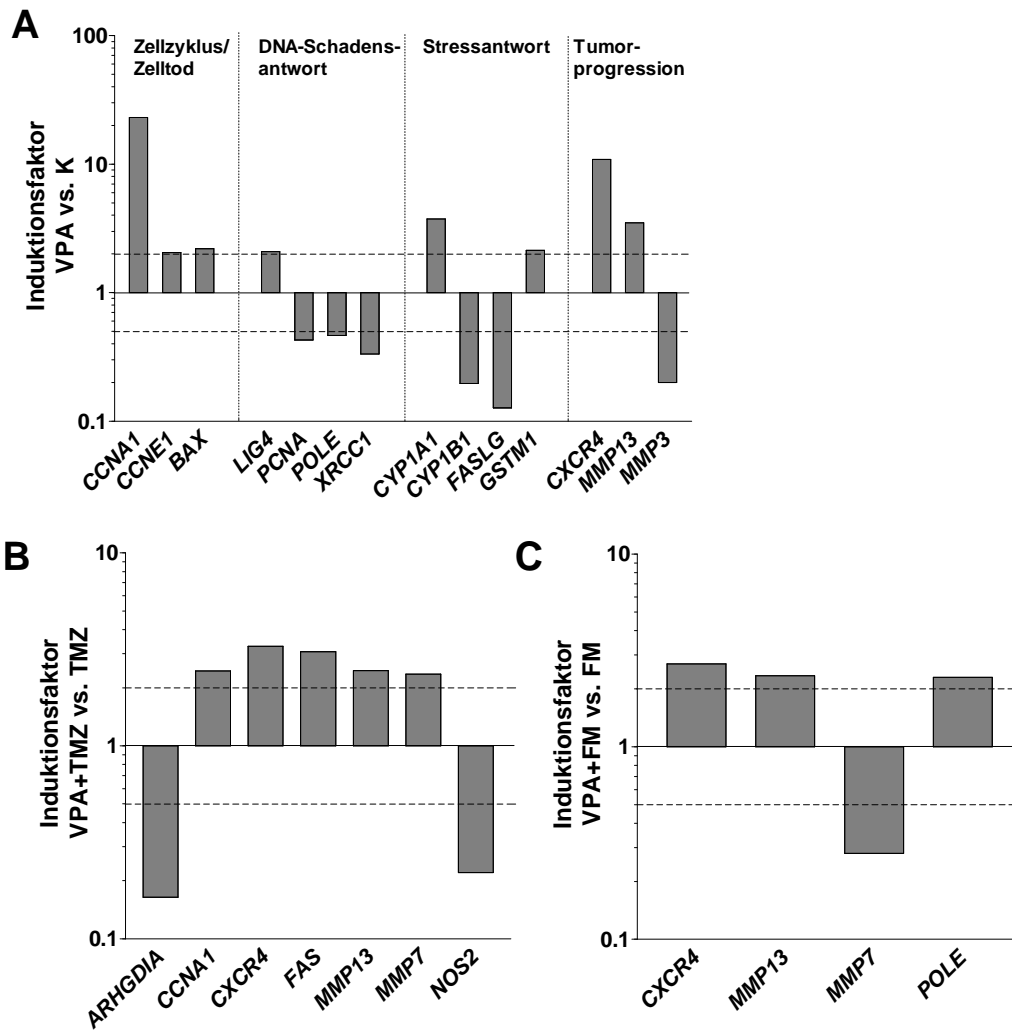 A
Zellzyklus/
Zelltod
DNA-Schadens-
antwort
Stressantwort
Tumor-
progression
Induktionsfaktor
VPA vs. K
100
10
1
0.1
CCNA1
CCNE1
BAX
LIG4
PCNA
POLE
XRCC1
CYP1A1
CYP1B1
FASLG
GSTM1
CXCR4
MMP13
MMP3
B
Induktionsfaktor
VPA+TMZ vs. TMZ
10
1
0.1
ARHGDIA
CCNA1
CXCR4
FAS
MMP13
MMP7
NOS2
C
Induktionsfaktor
VPA+FM vs. FM
10
1
0.1
CXCR4
MMP13
MMP7
POLE